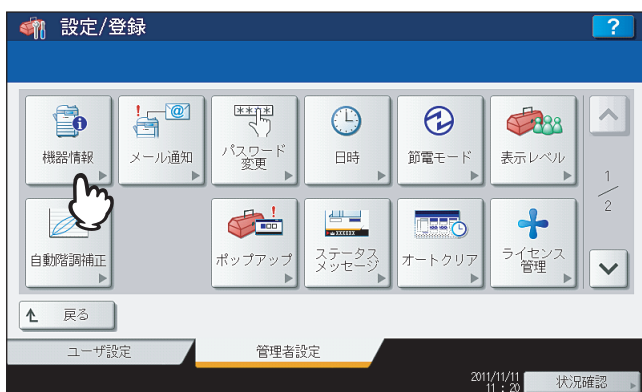 設定/登録
?
機器情報
メール通知
パスワード
変更
日時
節電モード
表示レベル
1
2
自動階調補正
ポップアップ
ステータス
メッセージ
オートクリア
ライセンス
管理
戻る
ユーザ設定
管理者設定
2011/11/11
11 : 20
状況確認